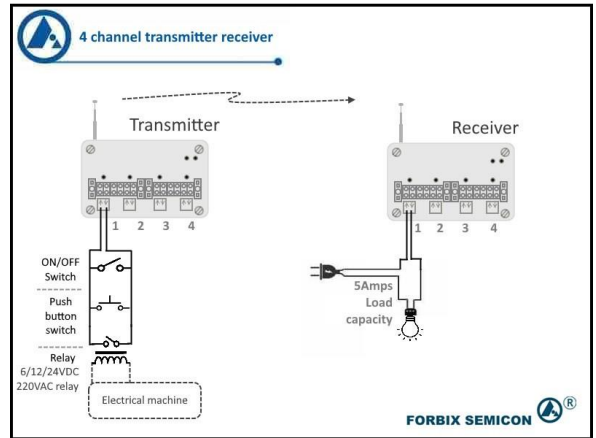 4 channel transmitter receiver
Transmitter
Receiver
1 2 3 4
1 2 3 4
ON/OFF
Switch
Push
button
switch
Relay
6/12/24VDC
220VAC relay
Electrical machine
5Amps
Load
capacity
FORBIX SEMICON ®